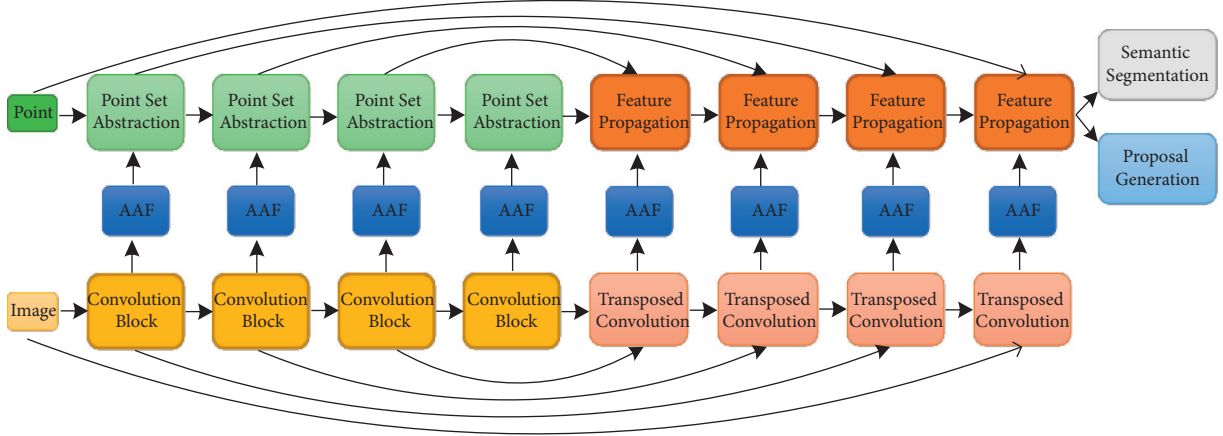 Point
Point Set
Abstraction
Point Set
Abstraction
Point Set
Abstraction
Point Set
Abstraction
Feature
Propagation
Feature
Propagation
Feature
Propagation
Feature
Propagation
Semantic
Segmentation
Proposal
Generation
AAF
AAF
AAF
AAF
AAF
AAF
AAF
AAF
Image
Convolution
Block
Convolution
Block
Convolution
Block
Convolution
Block
Transposed
Convolution
Transposed
Convolution
Transposed
Convolution
Transposed
Convolution